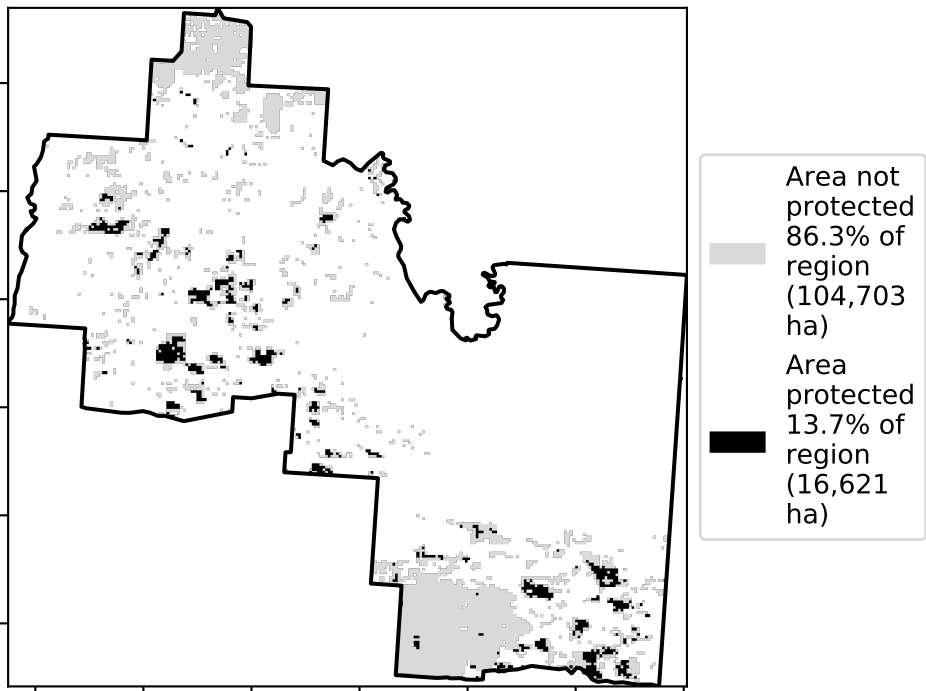 Area not
protected
86.3% of
region
(104,703
ha)
Area
protected
13.7% of
region
(16,621
ha)